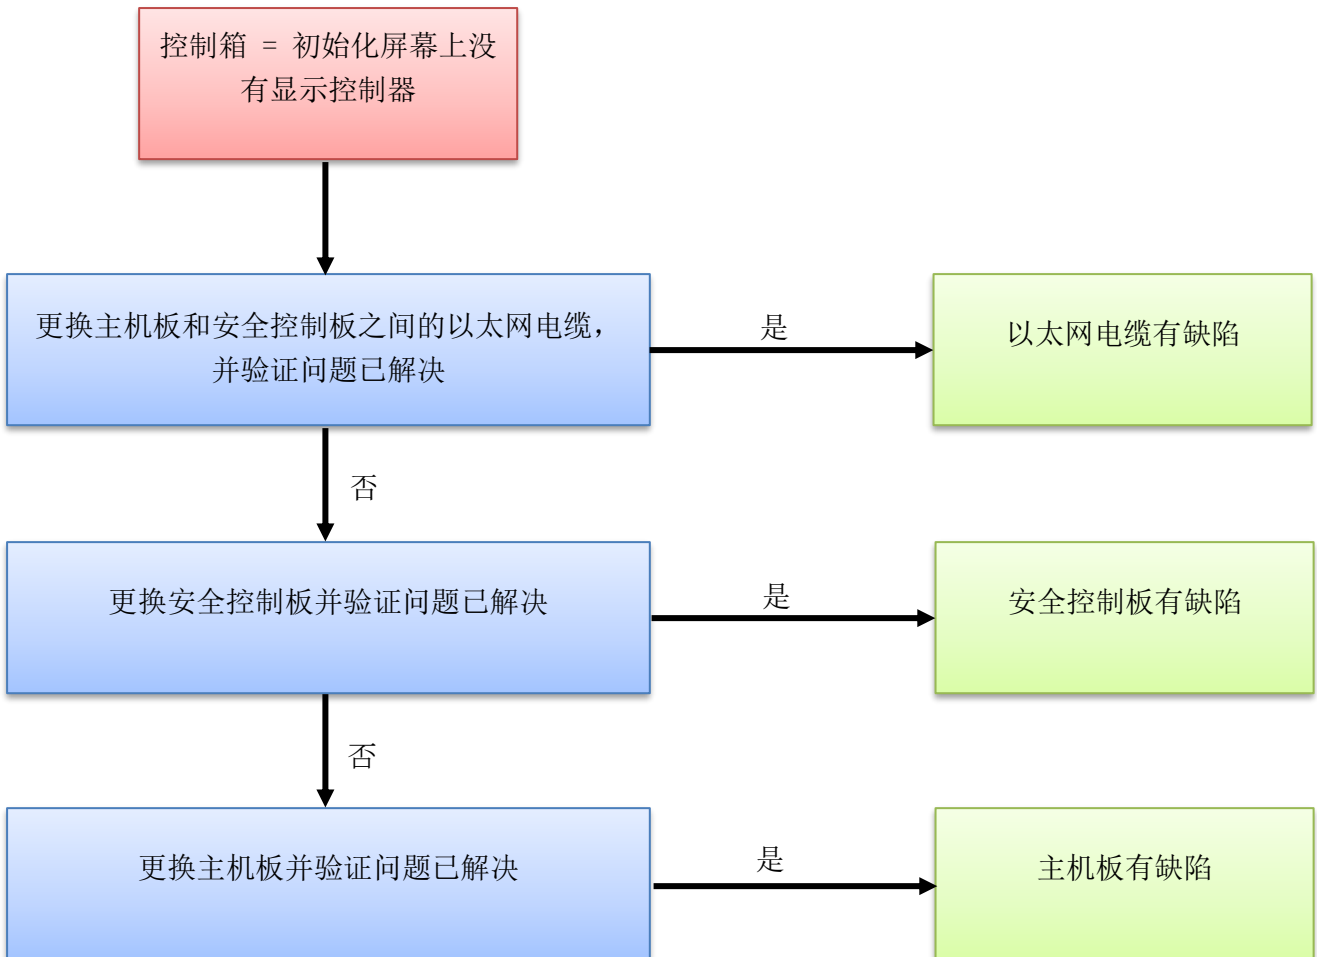 控制箱 = 初始化屏幕上没
有显示控制器
更换主机板和安全控制板之间的以太网电缆，
并验证问题已解决
是
以太网电缆有缺陷
否
更换安全控制板并验证问题已解决
是
安全控制板有缺陷
否
更换主机板并验证问题已解决
是
主机板有缺陷